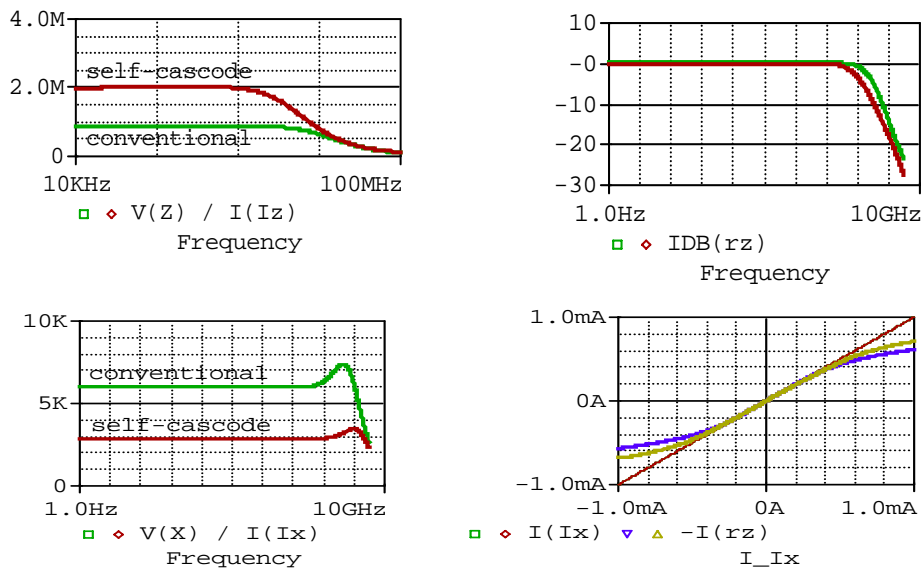 4.0M
self-cascode
2.0M
conventional
0
10KHz 100MHz
V(Z) / I(Iz)
Frequency
10
-0
-10
-20
-30
1.0Hz 10GHz
IDB(rz)
Frequency
10K
conventional
5K
self-cascode
0
1.0Hz 10GHz
V(X) / I(Ix)
Frequency
1.0mA
0A
-1.0mA
-1.0mA 0A 1.0mA
I(Ix) -I(rz)
I_Ix